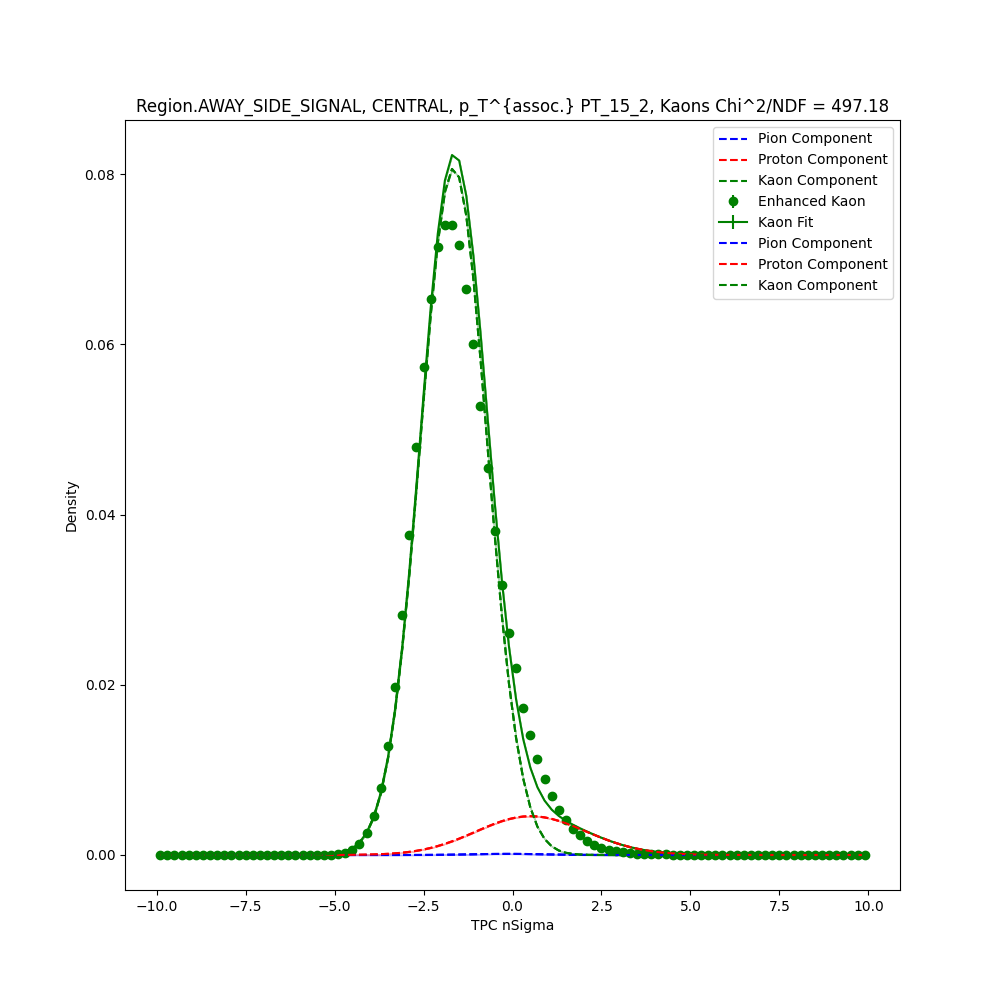 Region.AWAY_SIDE_SIGNAL, CENTRAL, p_T^{assoc.} PT_15_2, Kaons Chi^2/NDF = 497.18
Pion Component
Proton Component
Kaon Component
Enhanced Kaon
Kaon Fit
Pion Component
Proton Component
Kaon Component
0.08
0.06
0.04
0.02
0.00
Density
−10.0 −7.5 −5.0 −2.5 0.0 2.5 5.0 7.5 10.0
TPC nSigma